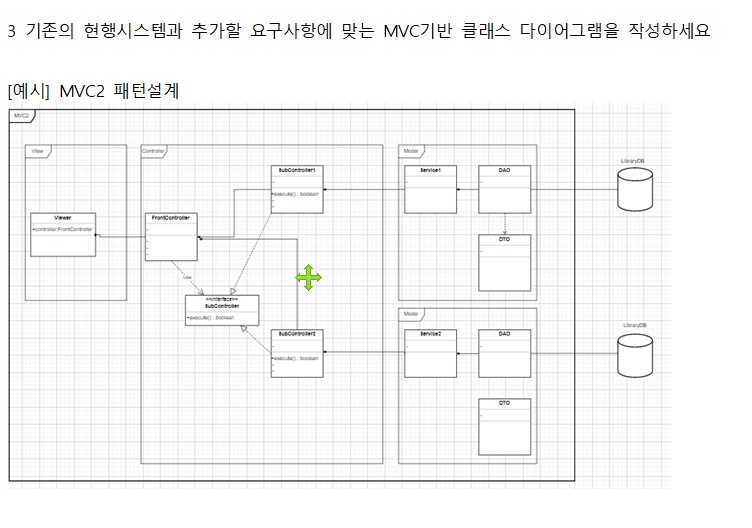 3 기존의 현행시스템과 추가할 요구사항에 맞는 MVC기반 클래스 다이어그램을 작성하세요
[예시] MVC2 패턴설계
MVC2
View
Controller
Model
LibraryDB
SubController1
+execute() : boolean
Service1
DAO
Viewer
+controller:FrontController
FrontController
DTO
Use
<<interface>>
SubController
+execute() : boolean
Model
LibraryDB
SubController2
+execute() : boolean
Service2
DAO
DTO